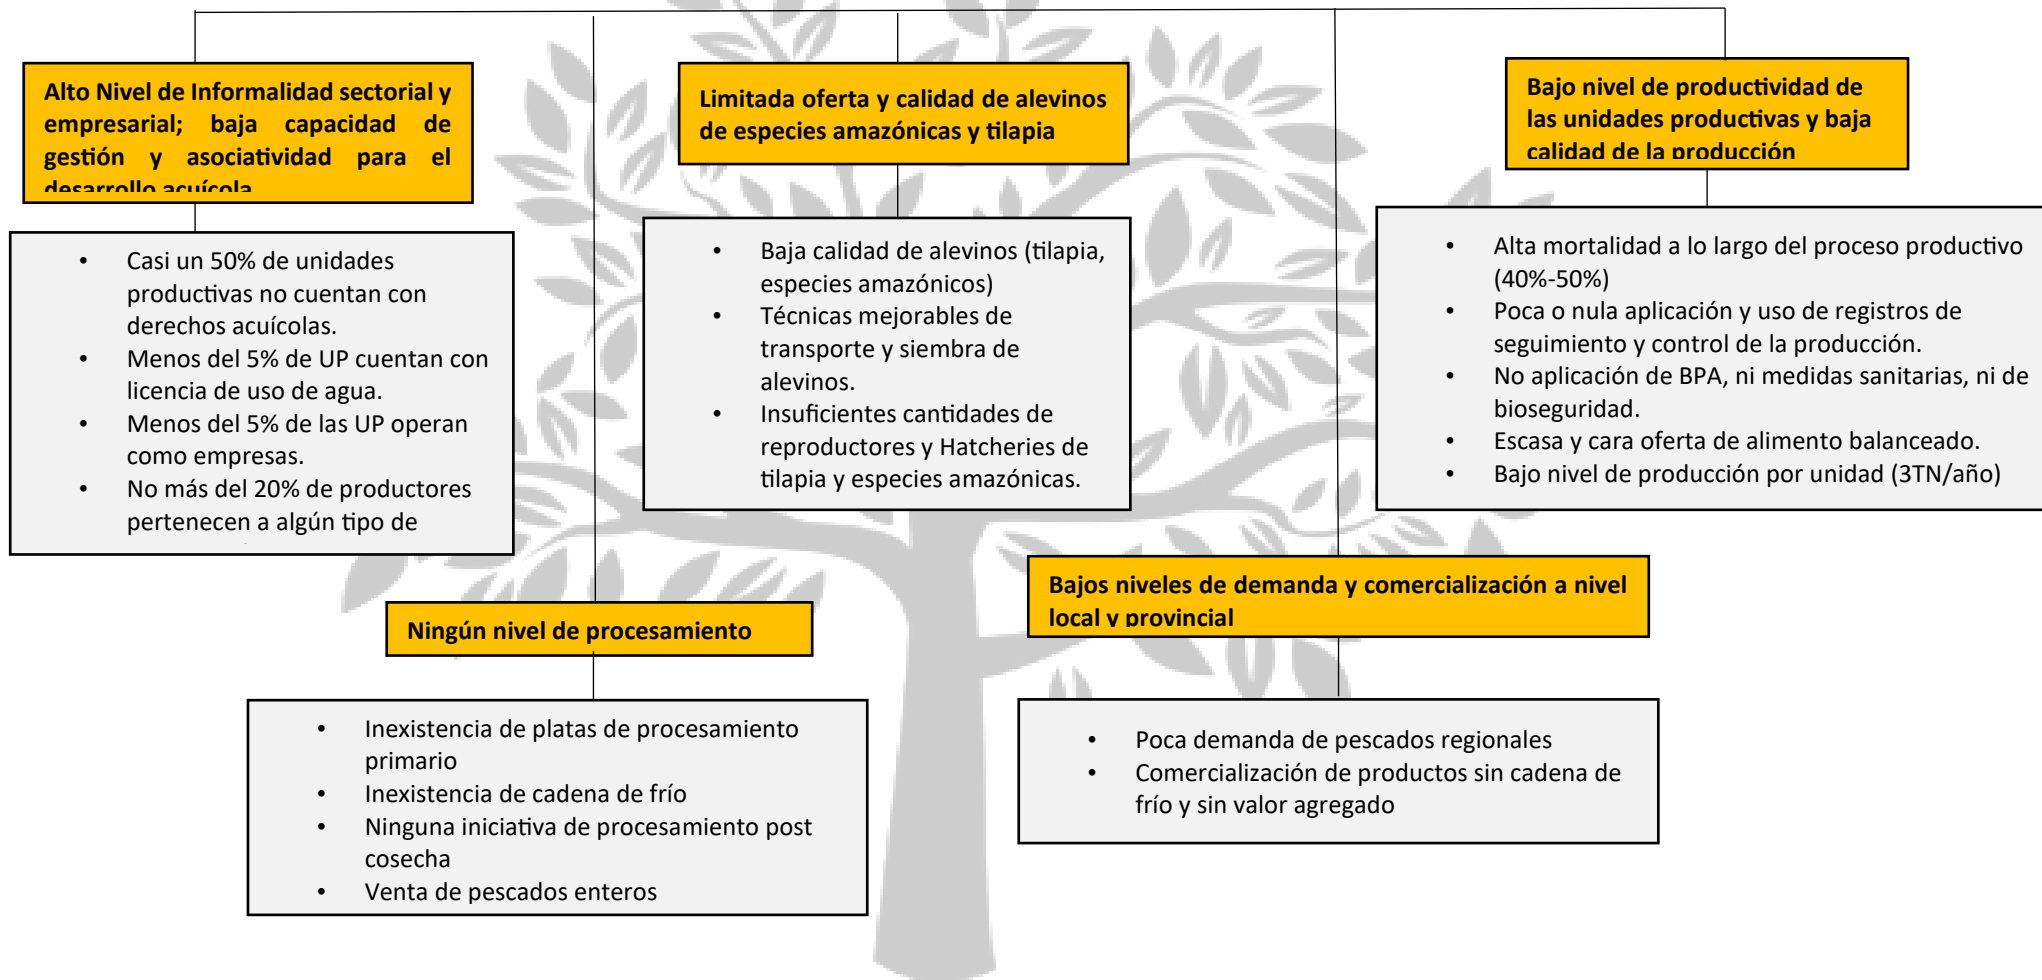 Alto Nivel de Informalidad sectorial y
empresarial; baja capacidad de
gestión y asociatividad para el
desarrollo acuícola
• Casi un 50% de unidades
productivas no cuentan con
derechos acuícolas.
• Menos del 5% de UP cuentan con
licencia de uso de agua.
• Menos del 5% de las UP operan
como empresas.
• No más del 20% de productores
pertenecen a algún tipo de
Limitada oferta y calidad de alevinos
de especies amazónicas y tilapia
• Baja calidad de alevinos (tilapia,
especies amazónicos)
• Técnicas mejorables de
transporte y siembra de
alevinos.
• Insuficientes cantidades de
reproductores y Hatcheries de
tilapia y especies amazónicas.
Bajo nivel de productividad de
las unidades productivas y baja
calidad de la producción
• Alta mortalidad a lo largo del proceso productivo
(40%-50%)
• Poca o nula aplicación y uso de registros de
seguimiento y control de la producción.
• No aplicación de BPA, ni medidas sanitarias, ni de
bioseguridad.
• Escasa y cara oferta de alimento balanceado.
• Bajo nivel de producción por unidad (3TN/año)
Ningún nivel de procesamiento
• Inexistencia de platas de procesamiento
primario
• Inexistencia de cadena de frío
• Ninguna iniciativa de procesamiento post
cosecha
• Venta de pescados enteros
Bajos niveles de demanda y comercialización a nivel
local y provincial
• Poca demanda de pescados regionales
• Comercialización de productos sin cadena de
frío y sin valor agregado